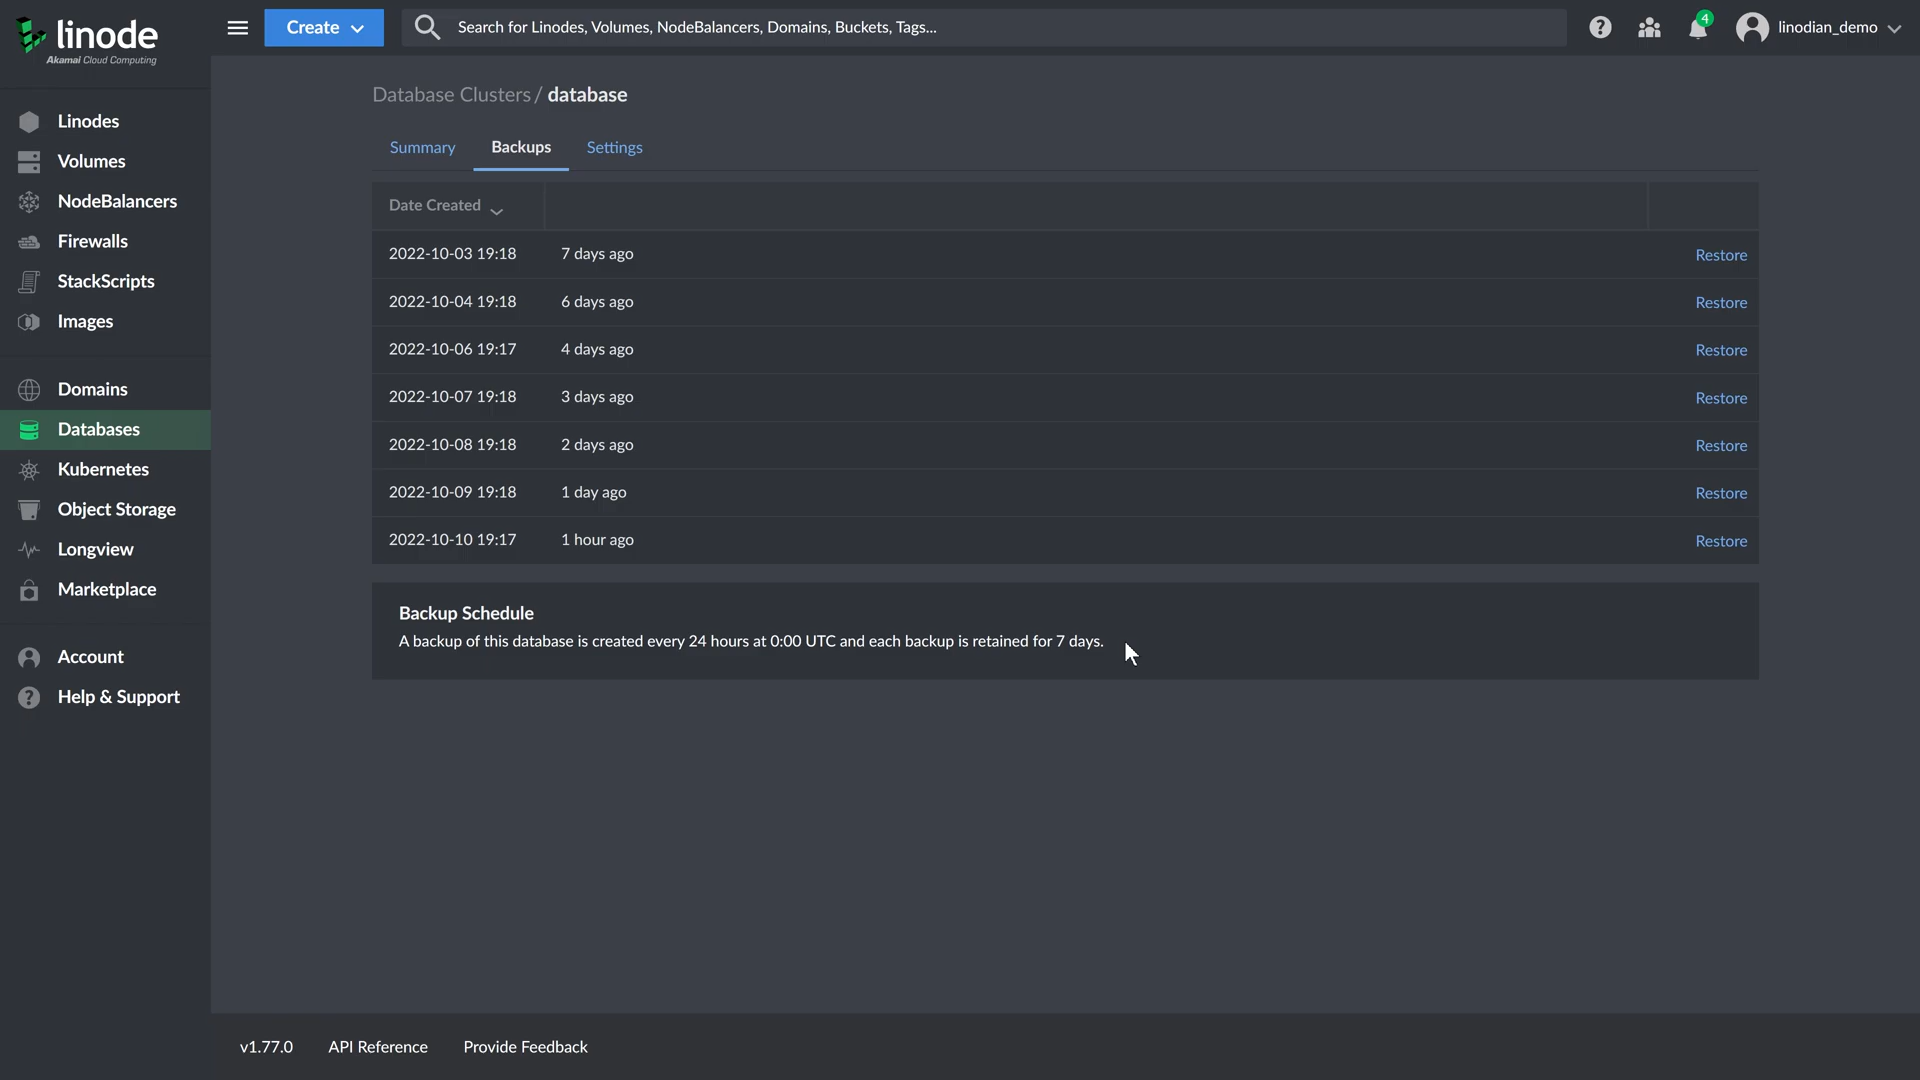 linode
Akamai Cloud Computing
Create
Search for Linodes, Volumes, NodeBalancers, Domains, Buckets, Tags...
4
linodian_demo
Linodes
Volumes
NodeBalancers
Firewalls
StackScripts
Images
Domains
Databases
Kubernetes
Object Storage
Longview
Marketplace
Account
Help & Support
Database Clusters / database
Summary Backups Settings
Date Created
2022-10-03 19:18 7 days ago Restore
2022-10-04 19:18 6 days ago Restore
2022-10-06 19:17 4 days ago Restore
2022-10-07 19:18 3 days ago Restore
2022-10-08 19:18 2 days ago Restore
2022-10-09 19:18 1 day ago Restore
2022-10-10 19:17 1 hour ago Restore
Backup Schedule
A backup of this database is created every 24 hours at 0:00 UTC and each backup is retained for 7 days.
v1.77.0 API Reference Provide Feedback